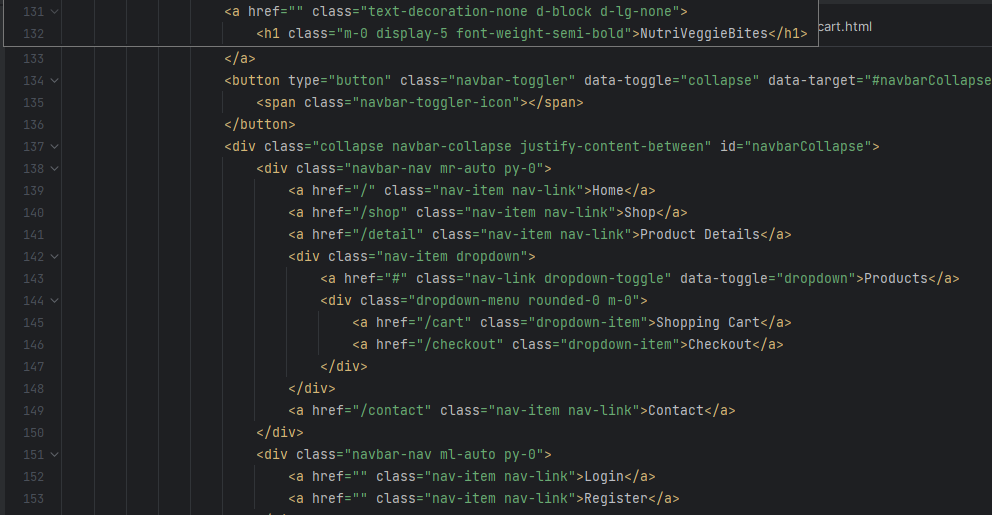 131 <a href="" class="text-decoration-none d-block d-lg-none">
132 <h1 class="m-0 display-5 font-weight-semi-bold">NutriVeggieBites</h1>
cart.html
133 </a>
134 <button type="button" class="navbar-toggler" data-toggle="collapse" data-target="#navbarCollapse
135 <span class="navbar-toggler-icon"></span>
136 </button>
137 <div class="collapse navbar-collapse justify-content-between" id="navbarCollapse">
138 <div class="navbar-nav mr-auto py-0">
139 <a href="/" class="nav-item nav-link">Home</a>
140 <a href="/shop" class="nav-item nav-link">Shop</a>
141 <a href="/detail" class="nav-item nav-link">Product Details</a>
142 <div class="nav-item dropdown">
143 <a href="#" class="nav-link dropdown-toggle" data-toggle="dropdown">Products</a>
144 <div class="dropdown-menu rounded-0 m-0">
145 <a href="/cart" class="dropdown-item">Shopping Cart</a>
146 <a href="/checkout" class="dropdown-item">Checkout</a>
147 </div>
148 </div>
149 <a href="/contact" class="nav-item nav-link">Contact</a>
150 </div>
151 <div class="navbar-nav ml-auto py-0">
152 <a href="" class="nav-item nav-link">Login</a>
153 <a href="" class="nav-item nav-link">Register</a>